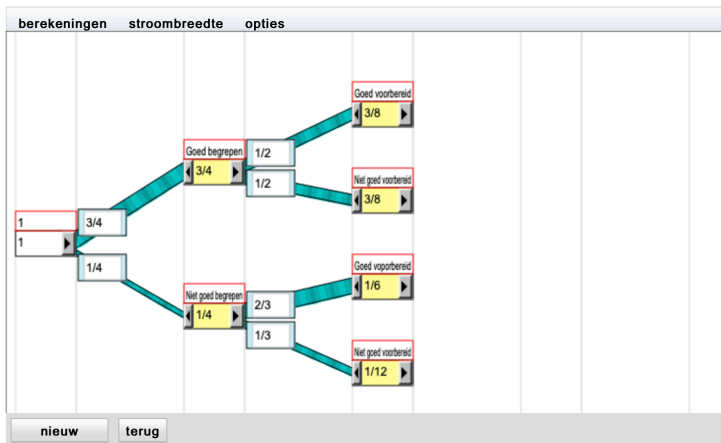 berekeningen stroombreedte opties
Goed voorbereid
3/8
Goed begrepen
3/4
1/2
1/2
Niet goed voorbereid
3/8
1
1
3/4
1/4
Goed voporbereid
1/6
Niet goed begrepen
1/4
2/3
1/3
Niet goed voorbereid
1/12
nieuw terug